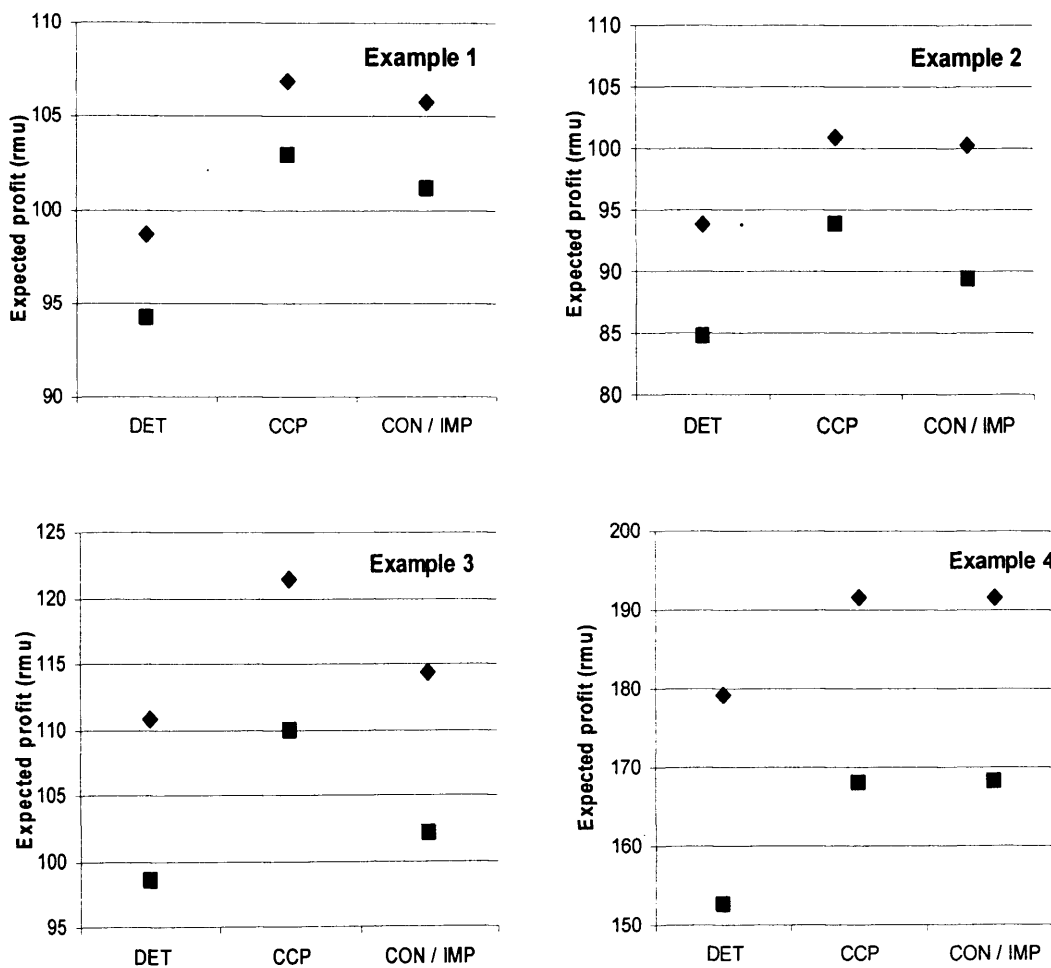 Example 1
Expected profit (rmu)
110
105
100
95
90
DET CCP CON / IMP
Example 2
Expected profit (rmu)
110
105
100
95
90
85
80
DET CCP CON / IMP
Example 3
Expected profit (rmu)
125
120
115
110
105
100
95
DET CCP CON / IMP
Example 4
Expected profit (rmu)
200
190
180
170
160
150
DET CCP CON / IMP